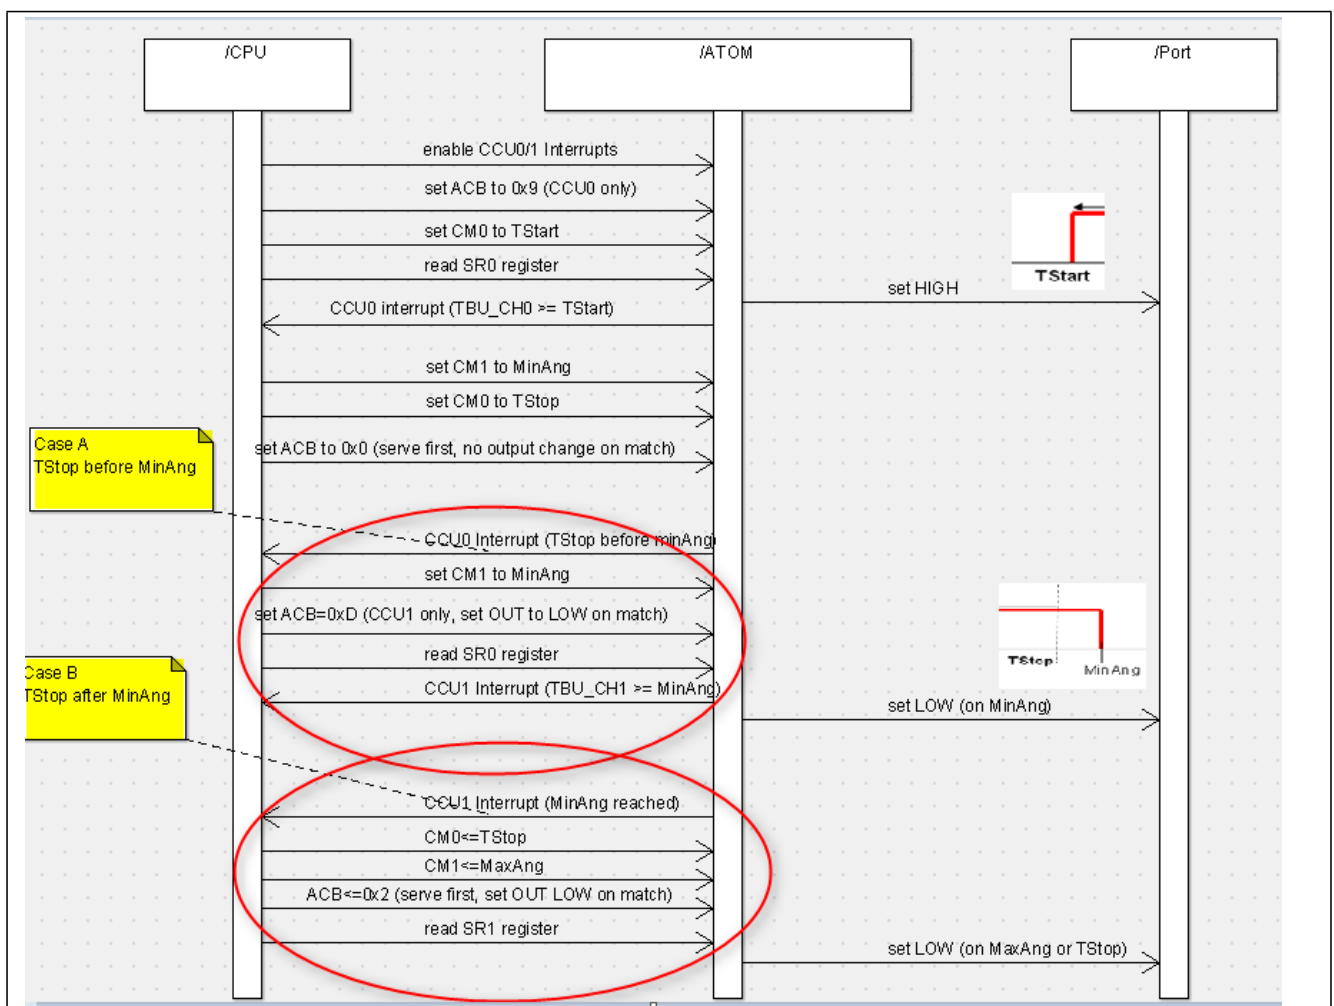 /CPU
/ATOM
/Port
enable CCU0/1 Interrupts
set ACB to 0x9 (CCU0 only)
set CM0 to TStart
read SR0 register
TStart
set HIGH
CCU0 interrupt (TBU_CH0 >= TStart)
set CM1 to MinAng
set CM0 to TStop
Case A
TStop before MinAng
set ACB to 0x0 (serve first, no output change on match)
CCU0 Interrupt (TStop before minAng)
set CM1 to MinAng
set ACB=0xD (CCU1 only, set OUT to LOW on match)
read SR0 register
TStop
MinAng
Case B
TStop after MinAng
CCU1 Interrupt (TBU_CH1 >= MinAng)
set LOW (on MinAng)
CCU1 Interrupt (MinAng reached)
CM0<=TStop
CM1<=MaxAng
ACB<=0x2 (serve first, set OUT LOW on match)
read SR1 register
set LOW (on MaxAng or TStop)